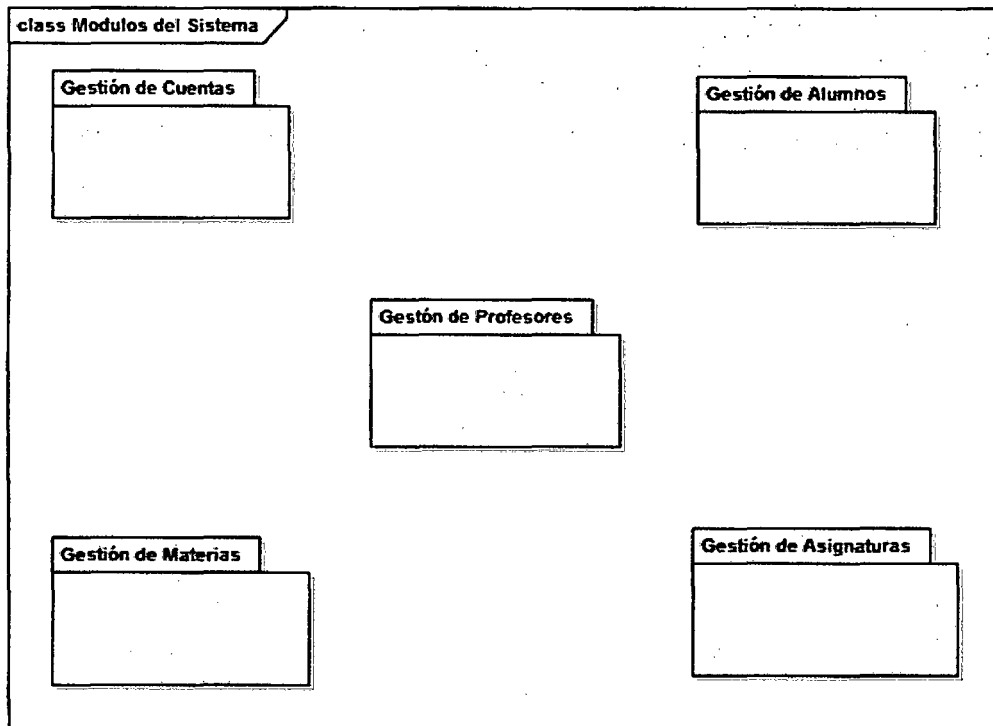 class Modulos del Sistema
Gestión de Cuentas
Gestión de Alumnos
Gestón de Profesores
Gestión de Materias
Gestión de Asignaturas